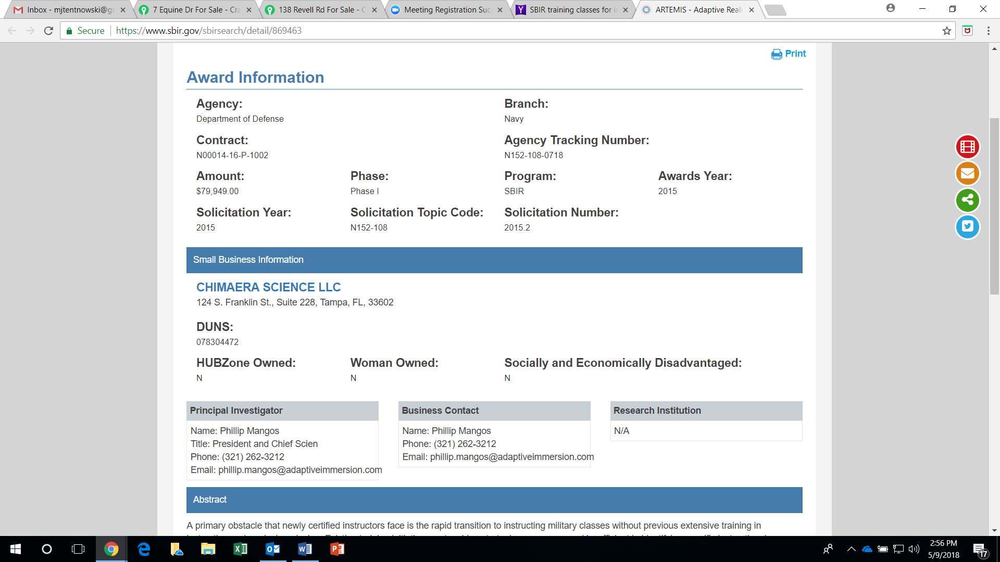 Inbox - mjtentnowski@gr
7 Equine Dr For Sale - Cra
138 Revell Rd For Sale - C
Meeting Registration Suc
SBIR training classes for i
ARTEMIS - Adaptive Reali
Secure
https://www.sbir.gov/sbirsearch/detail/869463
Print
Award Information
Agency:
Department of Defense
Branch:
Navy
Contract:
N00014-16-P-1002
Agency Tracking Number:
N152-108-0718
Amount:
$79,949.00
Phase:
Phase I
Program:
SBIR
Awards Year:
2015
Solicitation Year:
2015
Solicitation Topic Code:
N152-108
Solicitation Number:
2015.2
Small Business Information
CHIMAERA SCIENCE LLC
124 S. Franklin St., Suite 228, Tampa, FL, 33602
DUNS:
078304472
HUBZone Owned:
N
Woman Owned:
N
Socially and Economically Disadvantaged:
N
Principal Investigator
Name: Phillip Mangos
Title: President and Chief Scien
Phone: (321) 262-3212
Email: phillip.mangos@adaptiveimmersion.com
Business Contact
Name: Phillip Mangos
Phone: (321) 262-3212
Email: phillip.mangos@adaptiveimmersion.com
Research Institution
N/A
Abstract
A primary obstacle that newly certified instructors face is the rapid transition to instructing military classes without previous extensive training in
2:56 PM
5/9/2018
17